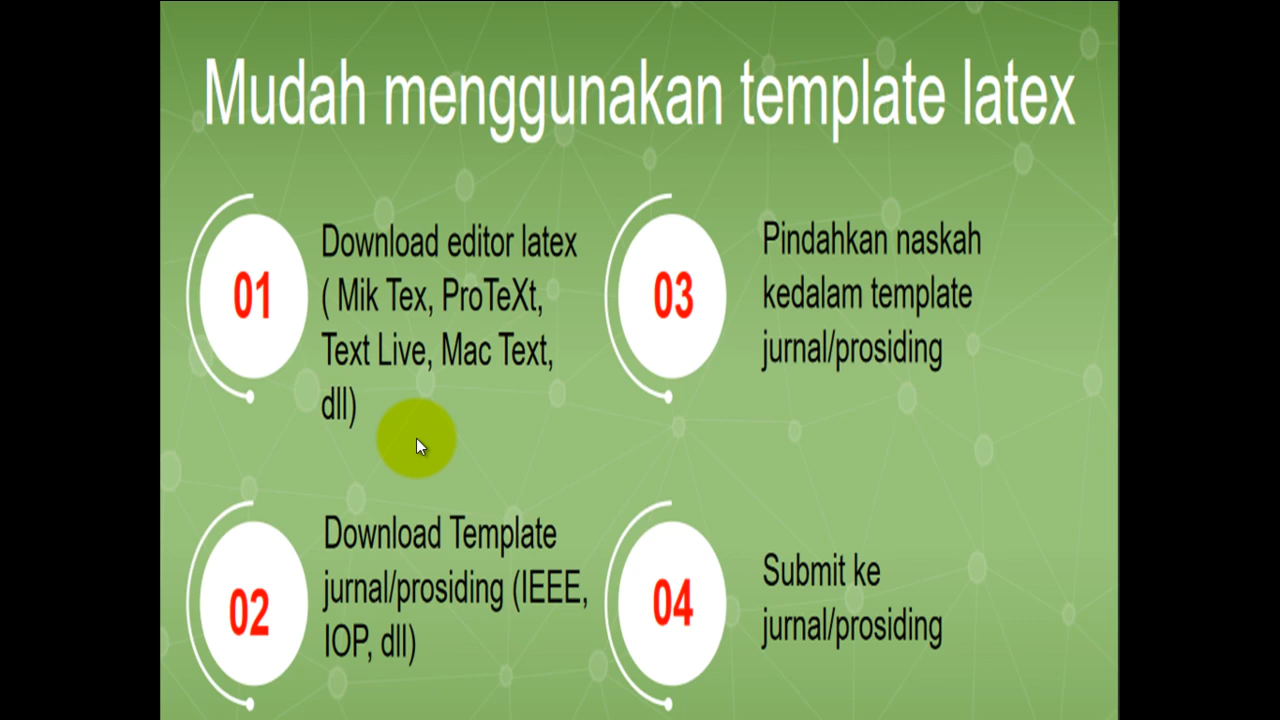 Mudah menggunakan template latex
01
Download editor latex
( Mik Tex, ProTeXt,
Text Live, Mac Text,
dll)
02
Download Template
jurnal/prosiding (IEEE,
IOP, dll)
03
Pindahkan naskah
kedalam template
jurnal/prosiding
04
Submit ke
jurnal/prosiding